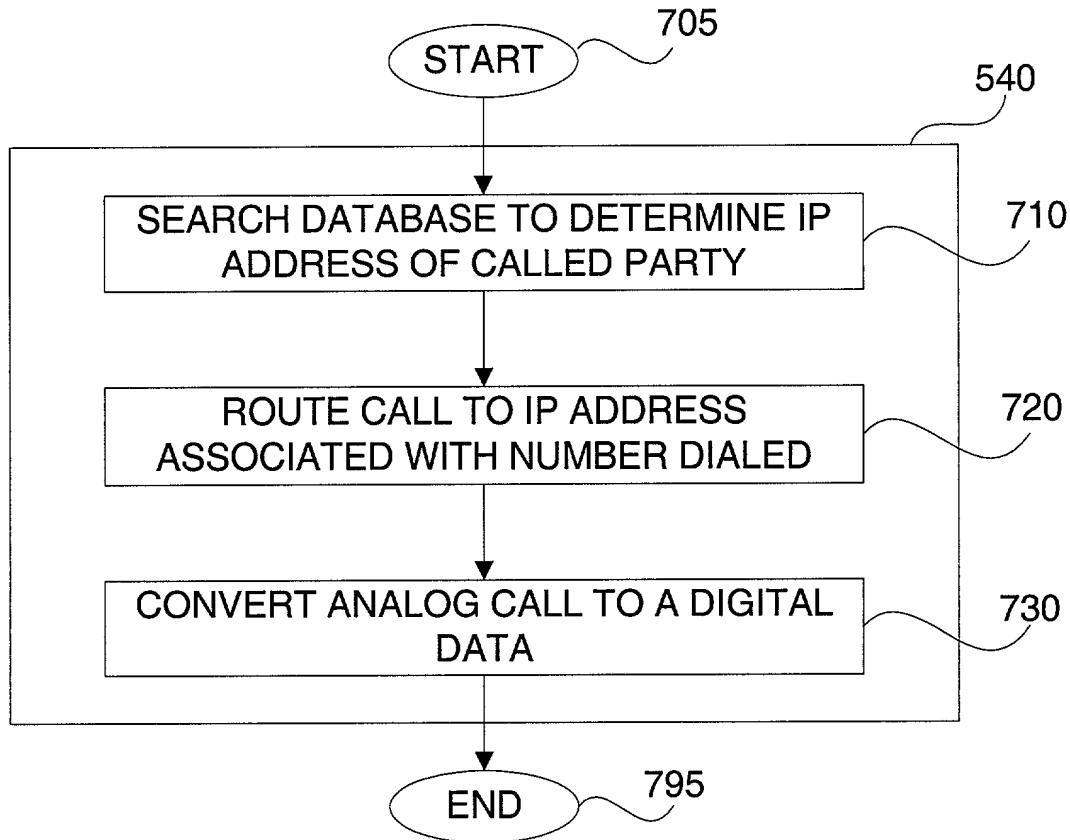 START
705
540
SEARCH DATABASE TO DETERMINE IP
ADDRESS OF CALLED PARTY
710
ROUTE CALL TO IP ADDRESS
ASSOCIATED WITH NUMBER DIALED
720
CONVERT ANALOG CALL TO A DIGITAL
DATA
730
END
795